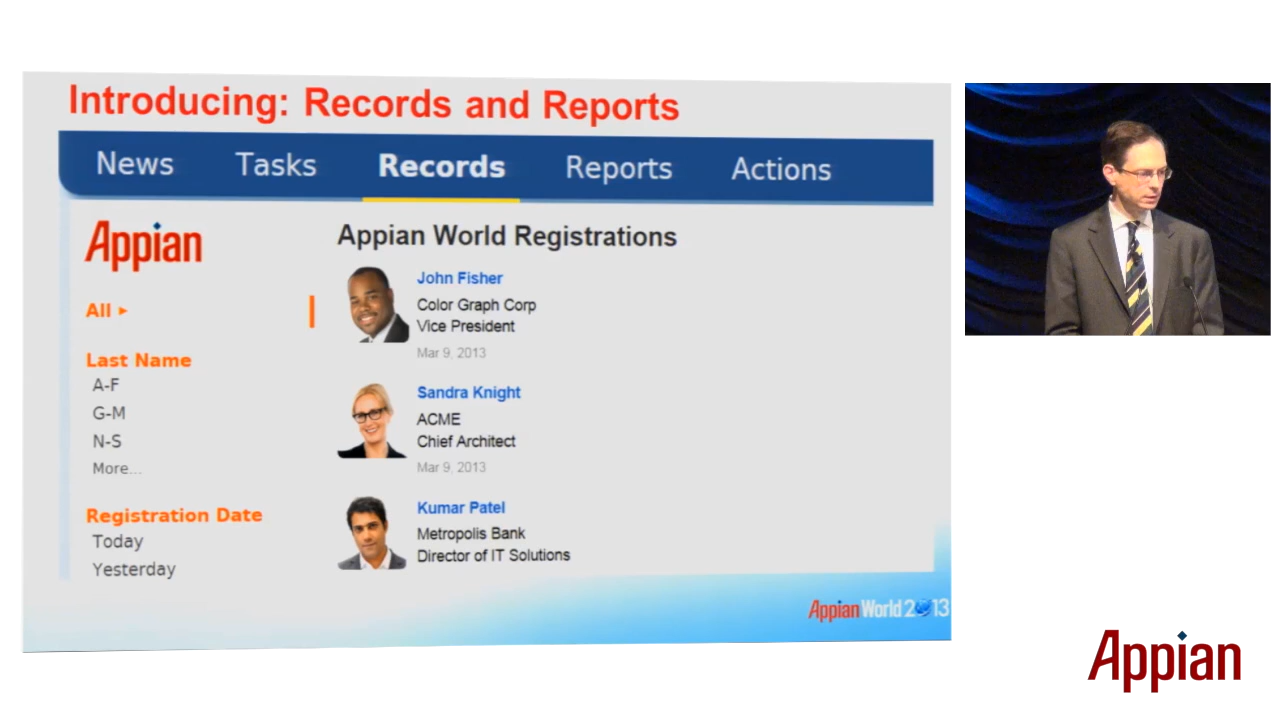 Introducing: Records and Reports
News Tasks Records Reports Actions
Appian
All ▸
Last Name
A-F
G-M
N-S
More...
Registration Date
Today
Yesterday
Appian World Registrations
John Fisher
Color Graph Corp
Vice President
Mar 9, 2013
Sandra Knight
ACME
Chief Architect
Mar 9, 2013
Kumar Patel
Metropolis Bank
Director of IT Solutions
AppianWorld 2013
Appian